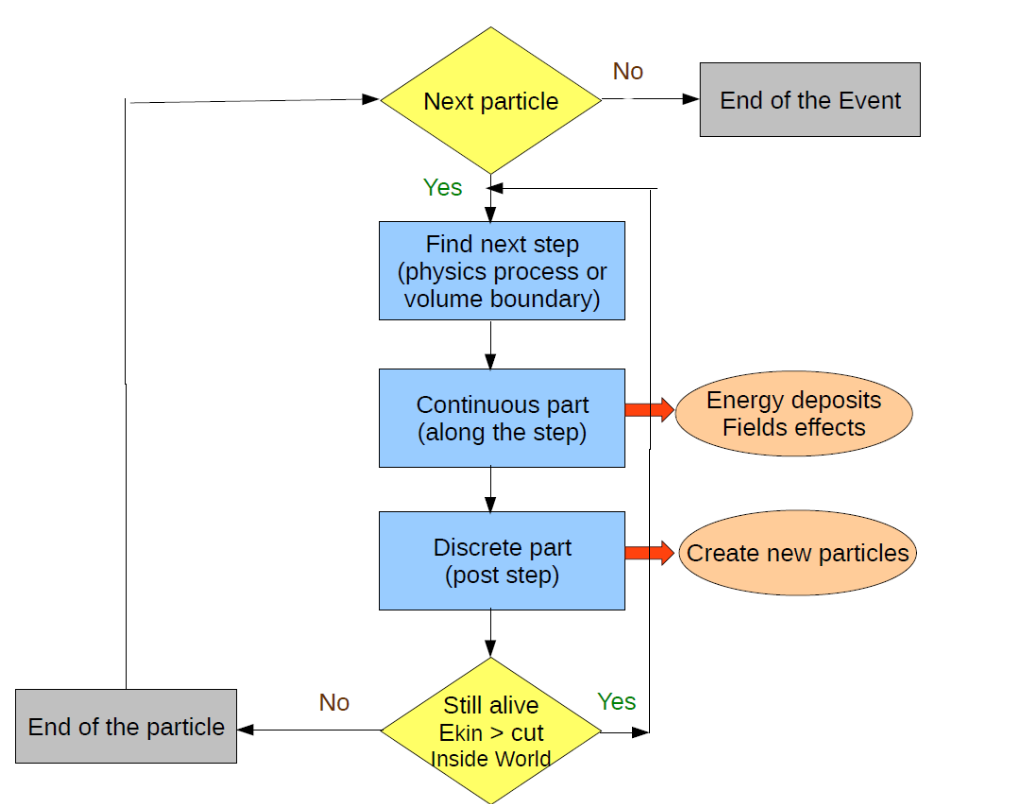 Next particle
No
End of the Event
Yes
Find next step
(physics process or
volume boundary)
Continuous part
(along the step)
Energy deposits
Fields effects
Discrete part
(post step)
Create new particles
Still alive
Ekin > cut
Inside World
Yes
No
End of the particle